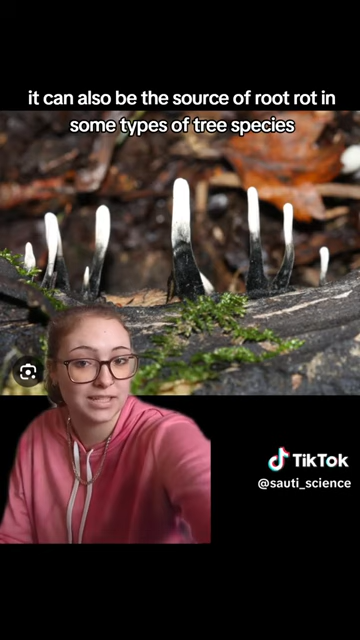 it can also be the source of root rot in
some types of tree species
TikTok
@sauti_science